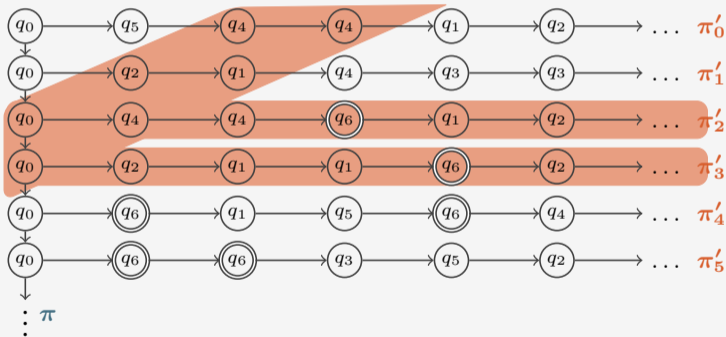 q₀ q₅ q₄ q₄ q₁ q₂ ... π′₀
q₀ q₂ q₁ q₄ q₃ q₃ ... π′₁
q₀ q₄ q₄ q₆ q₁ q₂ ... π′₂
q₀ q₂ q₁ q₁ q₆ q₂ ... π′₃
q₀ q₆ q₁ q₅ q₆ q₄ ... π′₄
q₀ q₆ q₆ q₃ q₅ q₂ ... π′₅
⋮ π